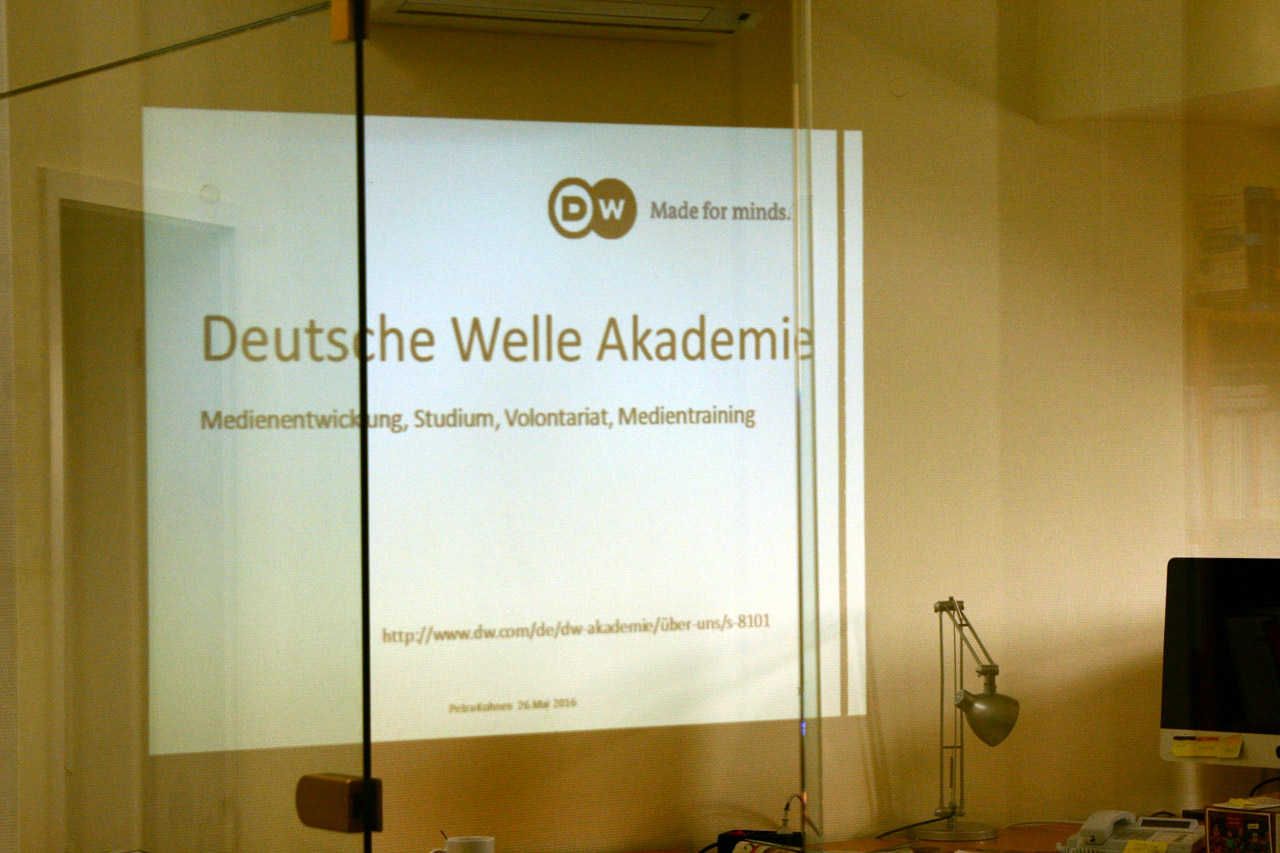 DW Made for minds.
Deutsche Welle Akademie
Medienentwicklung, Studium, Volontariat, Medientraining
http://www.dw.com/de/dw-akademie/über-uns/s-8101
Petra Kohnen 26.Mai 2016